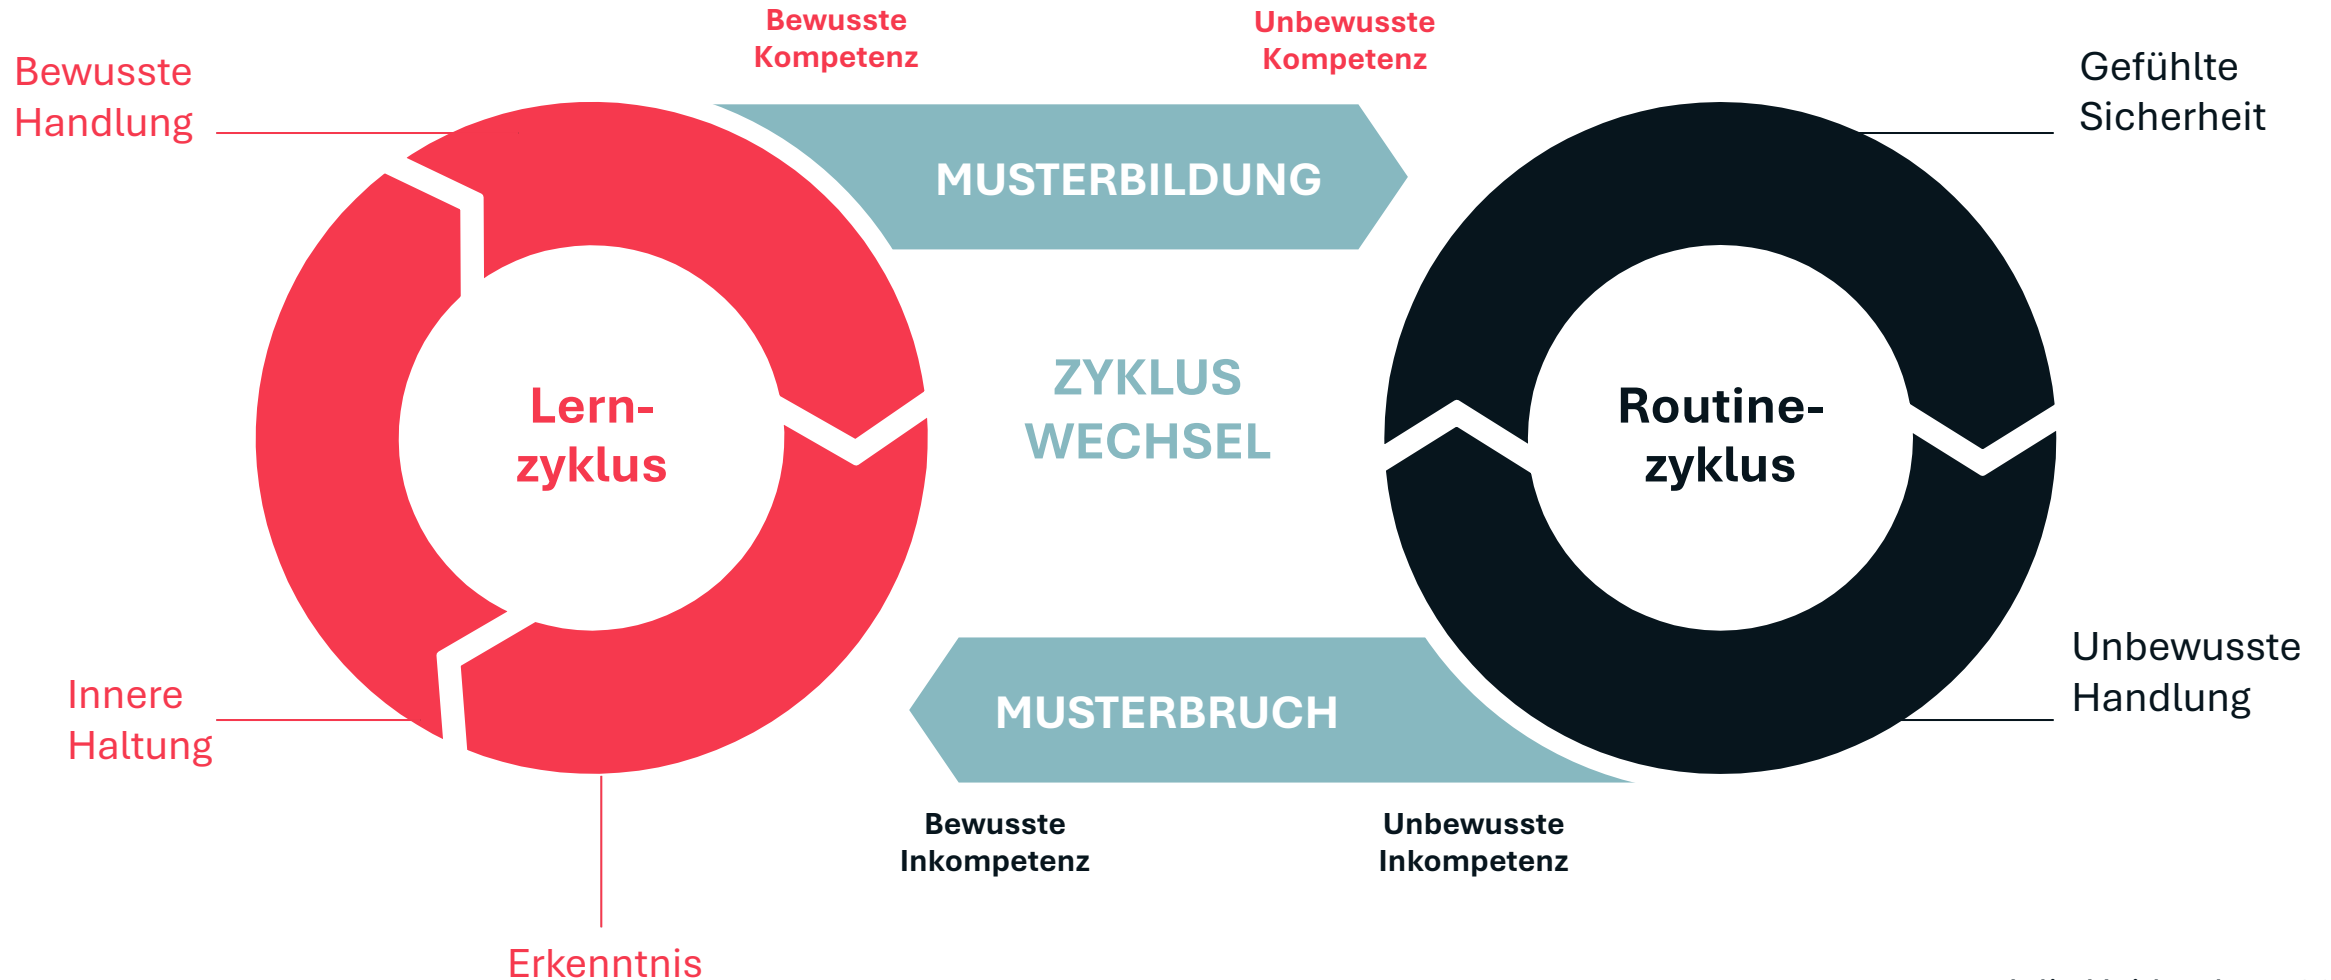 Bewusste
Kompetenz
Unbewusste
Kompetenz
Bewusste
Handlung
Gefühlte
Sicherheit
MUSTERBILDUNG
Lern-
zyklus
ZYKLUS
WECHSEL
Routine-
zyklus
MUSTERBRUCH
Innere
Haltung
Unbewusste
Handlung
Bewusste
Inkompetenz
Unbewusste
Inkompetenz
Erkenntnis